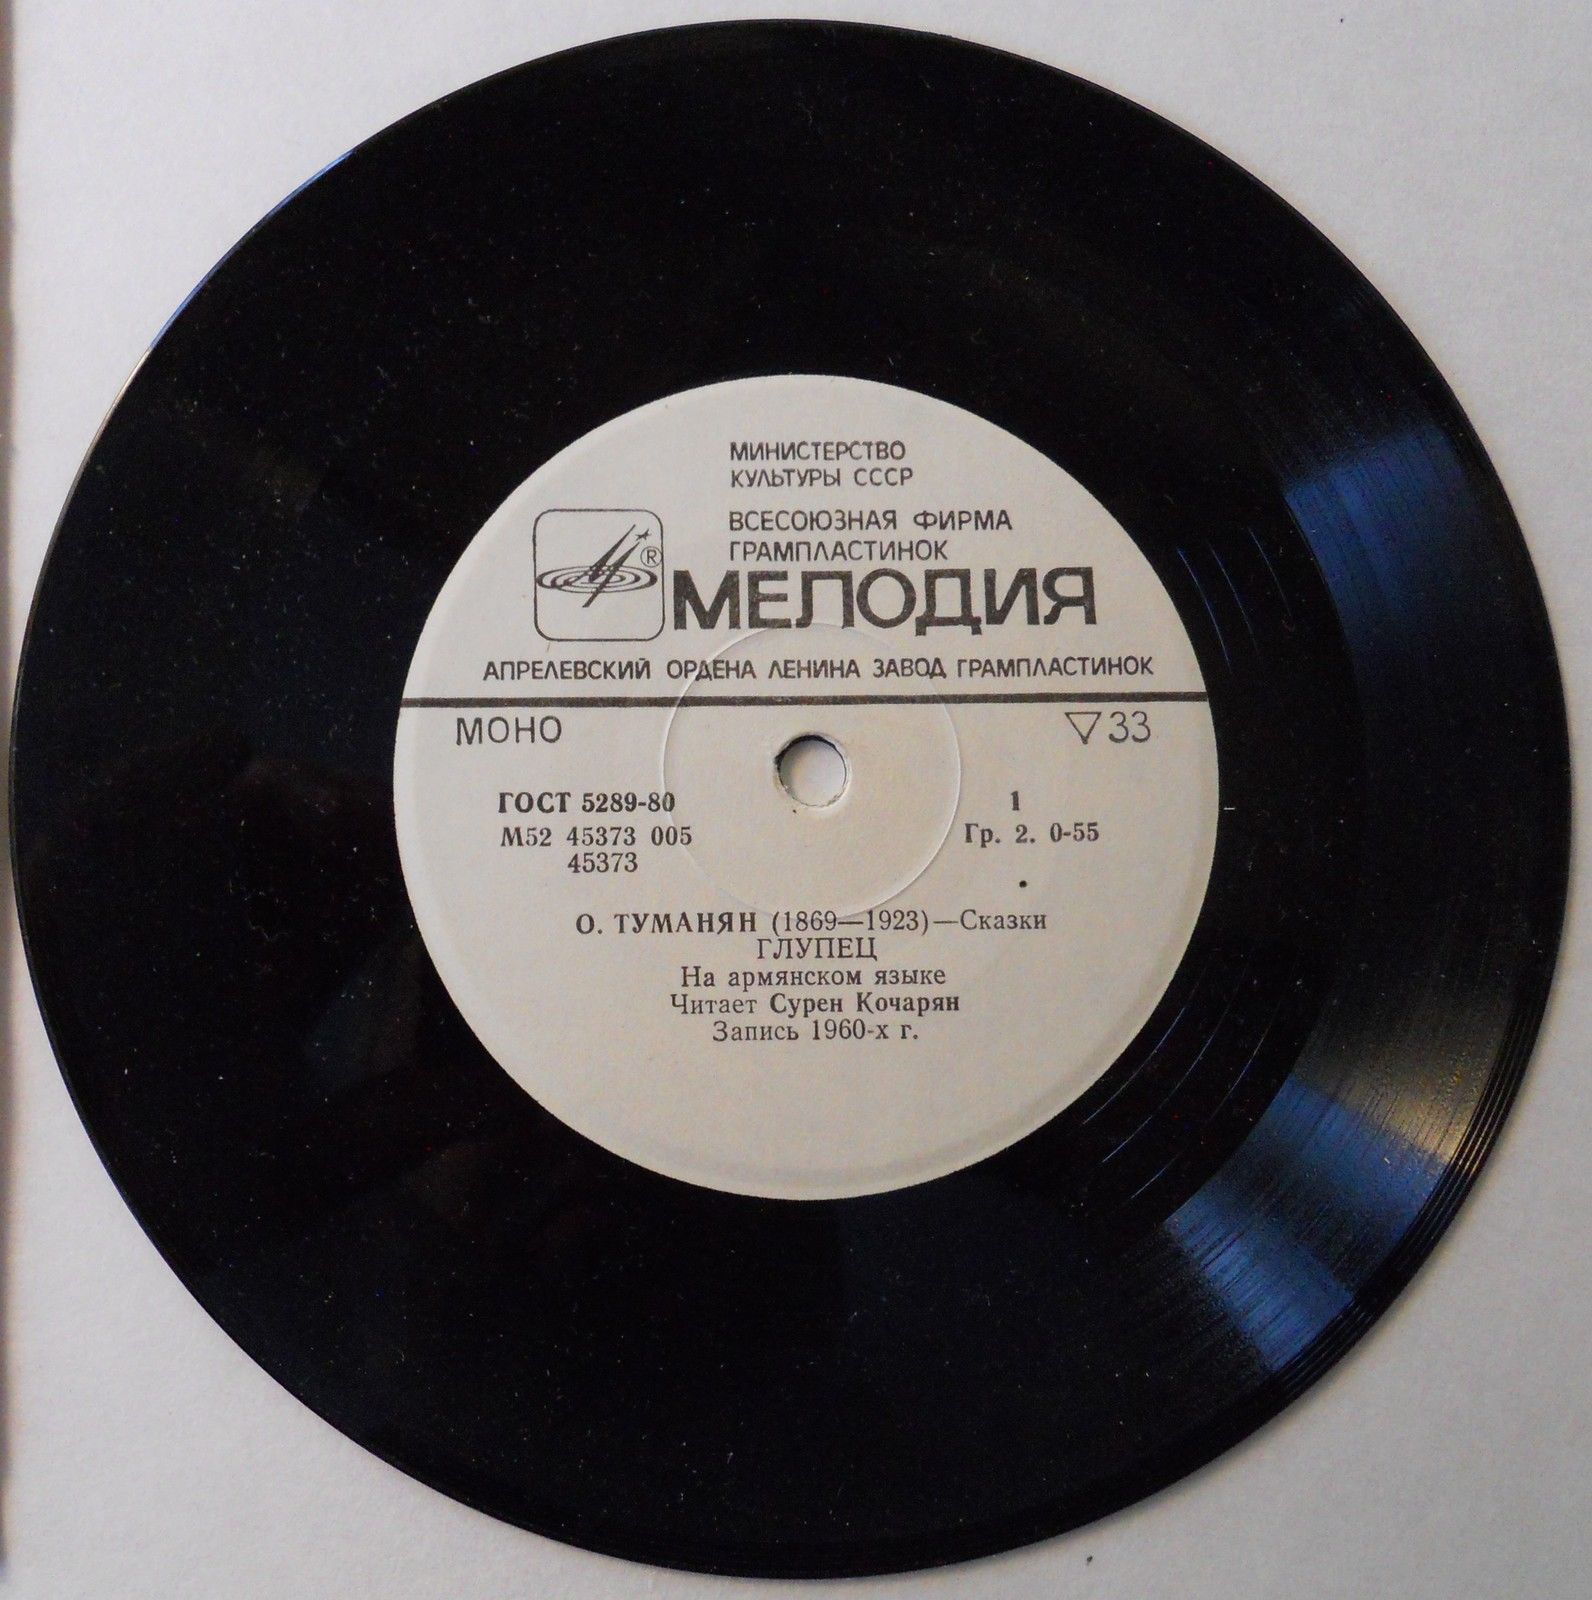 МИНИСТЕРСТВО
КУЛЬТУРЫ СССР
ВСЕСОЮЗНАЯ ФИРМА
ГРАМПЛАСТИНОК
®
МЕЛОДИЯ
АПРЕЛЕВСКИЙ ОРДЕНА ЛЕНИНА ЗАВОД ГРАМПЛАСТИНОК
МОНО ▽33
ГОСТ 5289-80 1
М52 45373 005 Гр. 2. 0-55
45373
О. ТУМАНЯН (1869—1923)—Сказки
ГЛУПЕЦ
На армянском языке
Читает Сурен Кочарян
Запись 1960-х г.